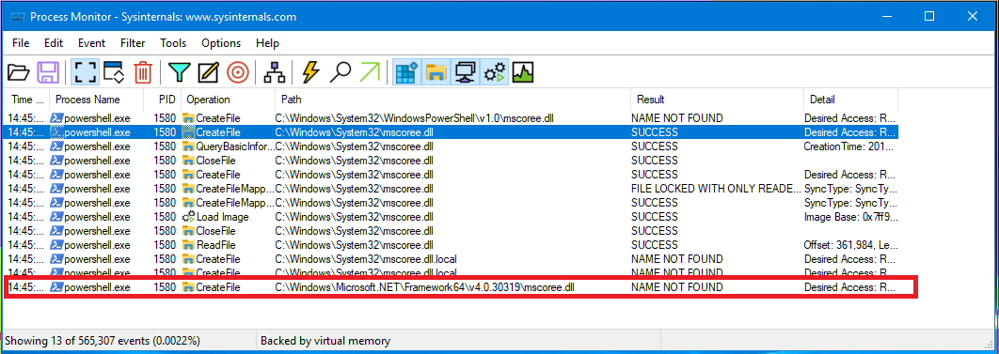 Process Monitor - Sysinternals: www.sysinternals.com
File Edit Event Filter Tools Options Help
Time ... Process Name PID Operation Path Result Detail
14:45:... powershell.exe 1580 CreateFile C:\Windows\System32\WindowsPowerShell\v1.0\mscoree.dll NAME NOT FOUND Desired Access: R...
14:45:... powershell.exe 1580 CreateFile C:\Windows\System32\mscoree.dll SUCCESS Desired Access: R...
14:45:... powershell.exe 1580 QueryBasicInfor... C:\Windows\System32\mscoree.dll SUCCESS CreationTime: 201...
14:45:... powershell.exe 1580 CloseFile C:\Windows\System32\mscoree.dll SUCCESS
14:45:... powershell.exe 1580 CreateFile C:\Windows\System32\mscoree.dll SUCCESS Desired Access: R...
14:45:... powershell.exe 1580 CreateFileMapp... C:\Windows\System32\mscoree.dll FILE LOCKED WITH ONLY READE... SyncType: SyncTy...
14:45:... powershell.exe 1580 CreateFileMapp... C:\Windows\System32\mscoree.dll SUCCESS SyncType: SyncTy...
14:45:... powershell.exe 1580 Load Image C:\Windows\System32\mscoree.dll SUCCESS Image Base: 0x7ff9...
14:45:... powershell.exe 1580 CloseFile C:\Windows\System32\mscoree.dll SUCCESS
14:45:... powershell.exe 1580 ReadFile C:\Windows\System32\mscoree.dll SUCCESS Offset: 361,984, Le...
14:45:... powershell.exe 1580 CreateFile C:\Windows\System32\mscoree.dll.local NAME NOT FOUND Desired Access: R...
14:45:... powershell.exe 1580 CreateFile C:\Windows\System32\mscoree.dll.local NAME NOT FOUND Desired Access: R...
14:45:... powershell.exe 1580 CreateFile C:\Windows\Microsoft.NET\Framework64\v4.0.30319\mscoree.dll NAME NOT FOUND Desired Access: R...
Showing 13 of 565,307 events (0.0022%) Backed by virtual memory